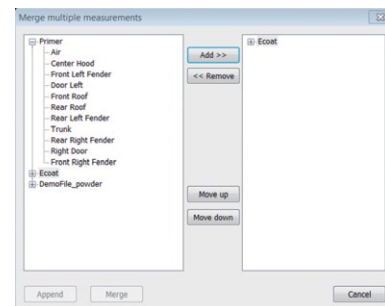 Merge multiple measurements
Primer
Air
Center Hood
Front Left Fender
Door Left
Front Roof
Rear Roof
Rear Left Fender
Trunk
Rear Right Fender
Right Door
Front Right Fender
Ecoat
DemoFile_powder
Add >>
<< Remove
Move up
Move down
Ecoat
Append
Merge
Cancel